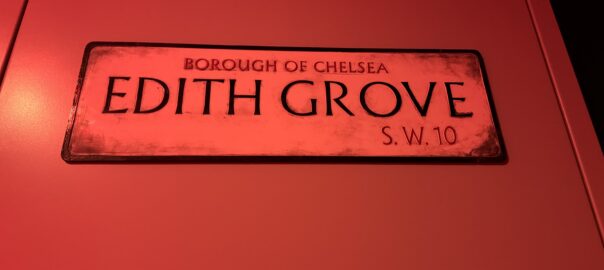 BOROUGH OF CHELSEA
EDITH GROVE
S. W. 10